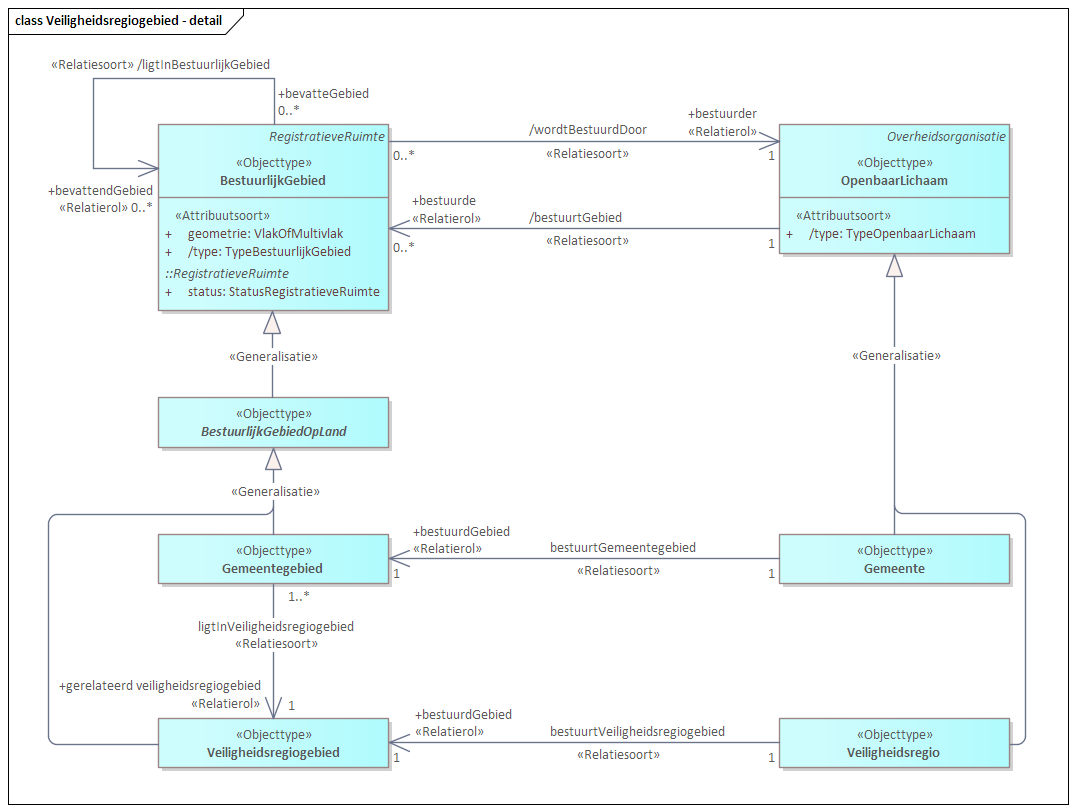 class Veiligheidsregiogebied - detail
«Relatiesoort» /ligtInBestuurlijkGebied
+bevatteGebied
0..*
+bevattendGebied
«Relatierol» 0..*
RegistratieveRuimte
«Objecttype»
BestuurlijkGebied
«Attribuutsoort»
+ geometrie: VlakOfMultivlak
+ /type: TypeBestuurlijkGebied
::RegistratieveRuimte
+ status: StatusRegistratieveRuimte
/wordtBestuurdDoor
«Relatiesoort»
+bestuurder
«Relatierol»
0..*
1
+bestuurde
«Relatierol»
/bestuurtGebied
«Relatiesoort»
0..*
1
Overheidsorganisatie
«Objecttype»
OpenbaarLichaam
«Attribuutsoort»
+ /type: TypeOpenbaarLichaam
«Generalisatie»
«Generalisatie»
«Objecttype»
BestuurlijkGebiedOpLand
«Generalisatie»
«Objecttype»
Gemeentegebied
+bestuurdGebied
«Relatierol»
bestuurtGemeentegebied
«Relatiesoort»
1
1
«Objecttype»
Gemeente
1..*
ligtInVeiligheidsregiogebied
«Relatiesoort»
+gerelateerd veiligheidsregiogebied
«Relatierol»
1
«Objecttype»
Veiligheidsregiogebied
+bestuurdGebied
«Relatierol»
bestuurtVeiligheidsregiogebied
«Relatiesoort»
1
1
«Objecttype»
Veiligheidsregio